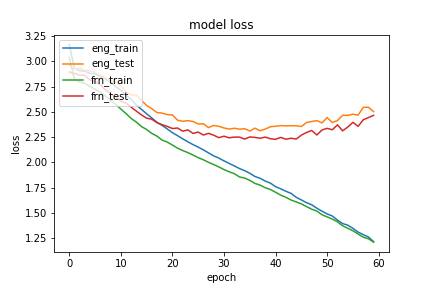 model loss
3.25
3.00
2.75
2.50
2.25
2.00
1.75
1.50
1.25
loss
eng_train
eng_test
frn_train
frn_test
0 10 20 30 40 50 60
epoch